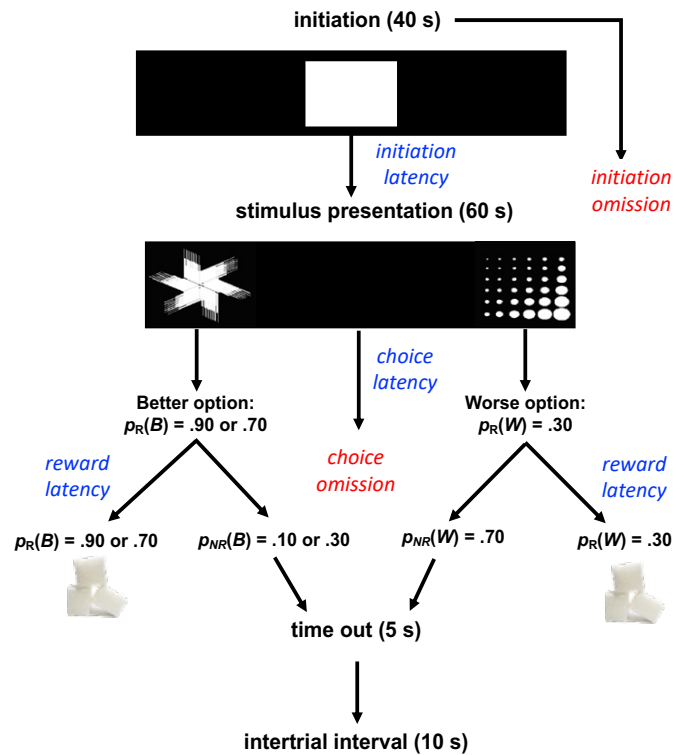 initiation (40 s)
initiation
latency
initiation
omission
stimulus presentation (60 s)
choice
latency
Better option:
pR(B) = .90 or .70
Worse option:
pR(W) = .30
reward
latency
choice
omission
reward
latency
pR(B) = .90 or .70
pNR(B) = .10 or .30
pNR(W) = .70
pR(W) = .30
time out (5 s)
intertrial interval (10 s)